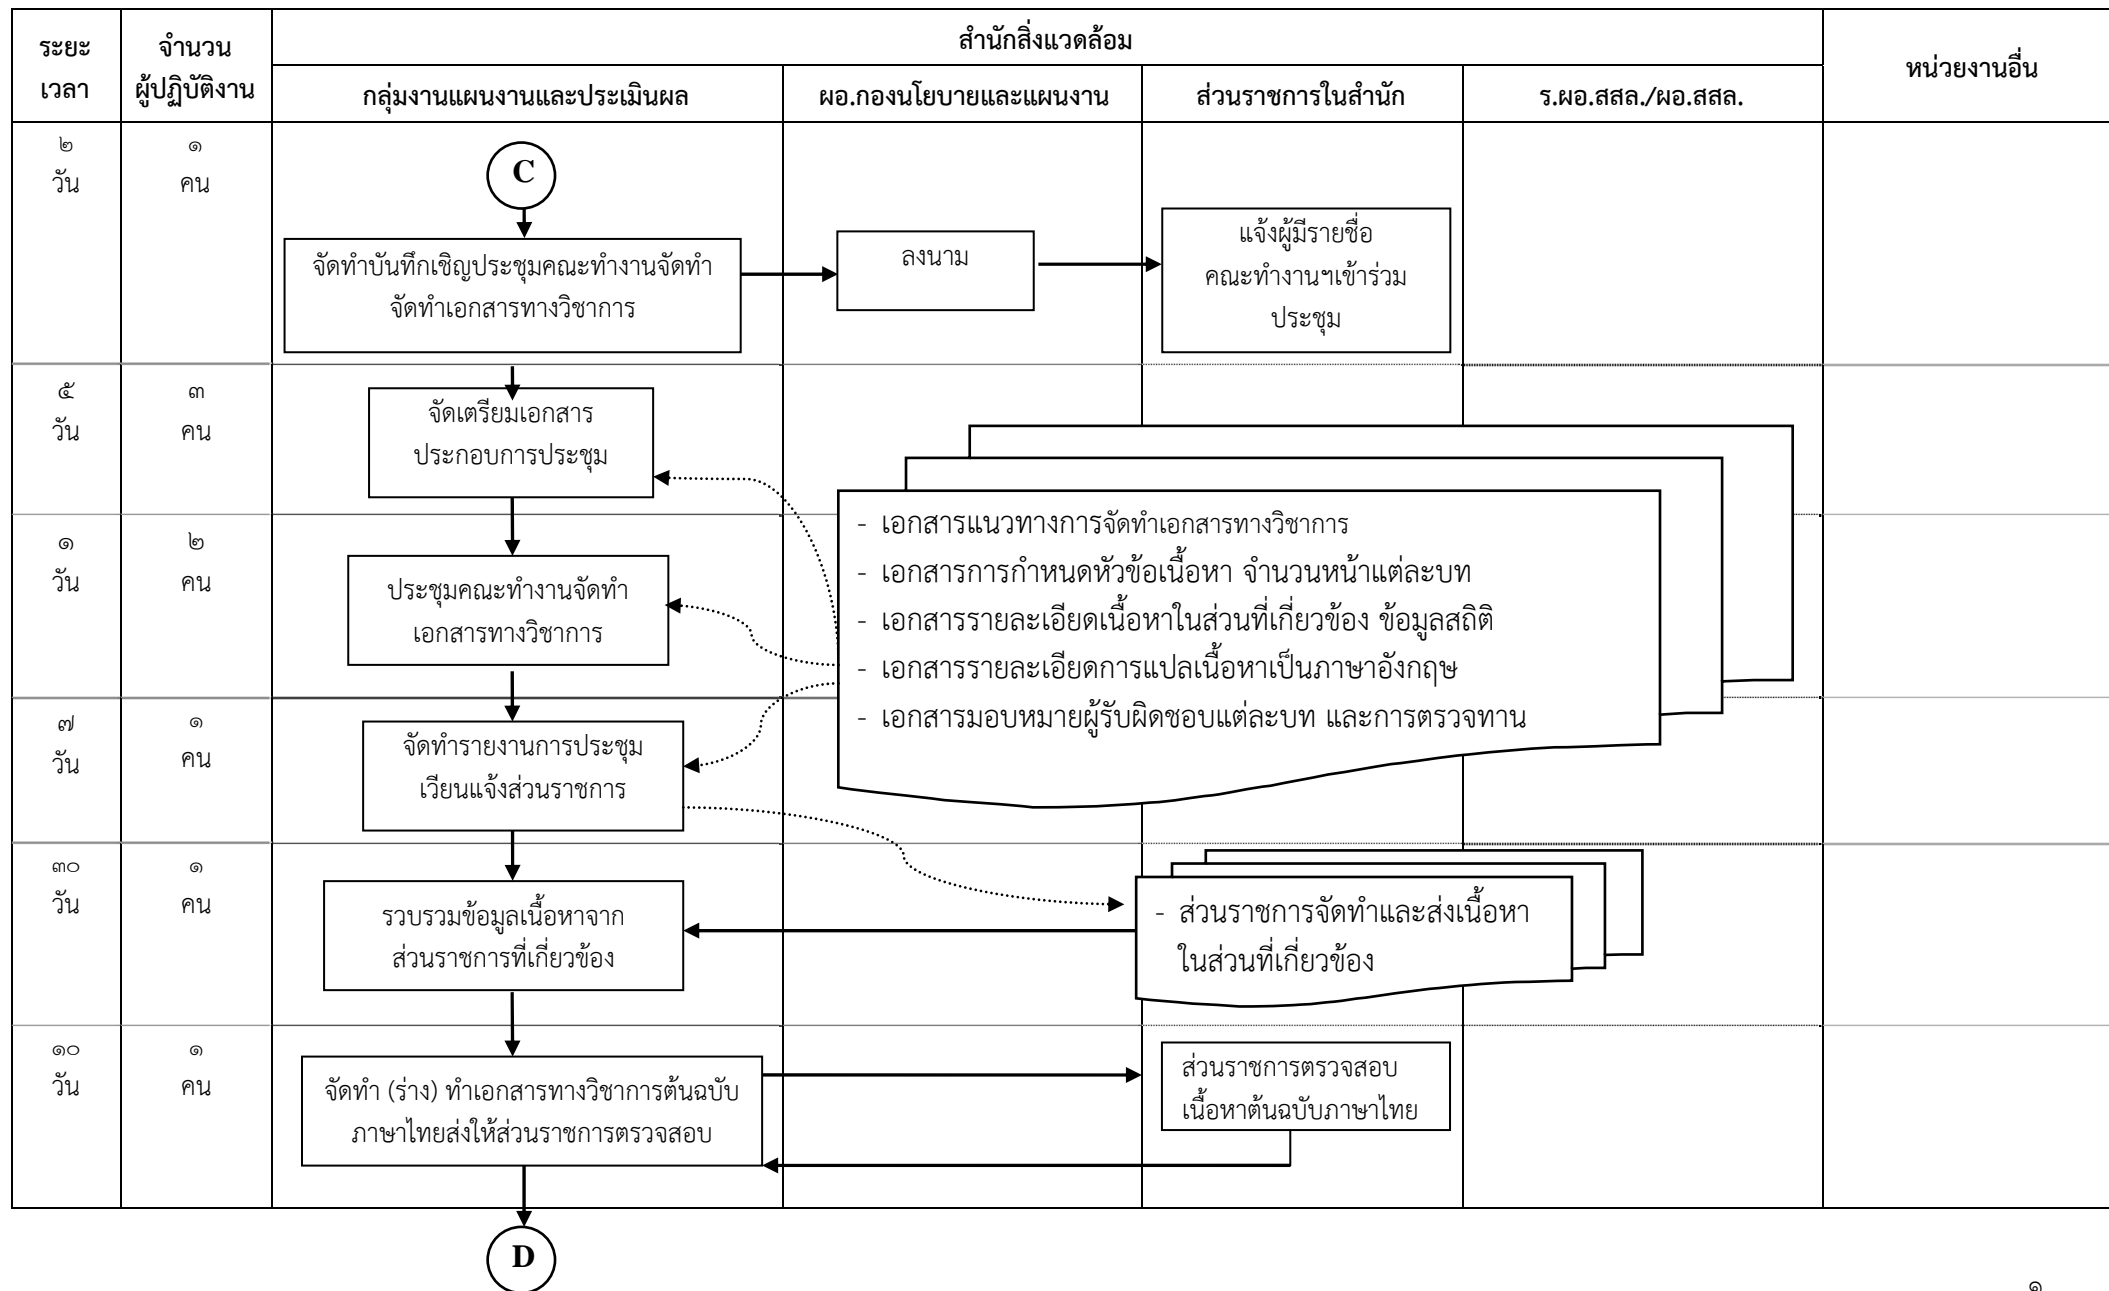 ระยะ
เวลา
จำนวน
ผู้ปฏิบัติงาน
สำนักสิ่งแวดล้อม
หน่วยงานอื่น
กลุ่มงานแผนงานและประเมินผล
ผอ.กองนโยบายและแผนงาน
ส่วนราชการในสำนัก
ร.ผอ.สสล./ผอ.สสล.
๒
วัน
๑
คน
C
จัดทำบันทึกเชิญประชุมคณะทำงานจัดทำ
จัดทำเอกสารทางวิชาการ
ลงนาม
แจ้งผู้มีรายชื่อ
คณะทำงานฯเข้าร่วม
ประชุม
๕
วัน
๓
คน
จัดเตรียมเอกสาร
ประกอบการประชุม
- เอกสารแนวทางการจัดทำเอกสารทางวิชาการ
- เอกสารการกำหนดหัวข้อเนื้อหา จำนวนหน้าแต่ละบท
- เอกสารรายละเอียดเนื้อหาในส่วนที่เกี่ยวข้อง ข้อมูลสถิติ
- เอกสารรายละเอียดการแปลเนื้อหาเป็นภาษาอังกฤษ
- เอกสารมอบหมายผู้รับผิดชอบแต่ละบท และการตรวจทาน
๑
วัน
๒
คน
ประชุมคณะทำงานจัดทำ
เอกสารทางวิชาการ
๗
วัน
๑
คน
จัดทำรายงานการประชุม
เวียนแจ้งส่วนราชการ
๓๐
วัน
๑
คน
รวบรวมข้อมูลเนื้อหาจาก
ส่วนราชการที่เกี่ยวข้อง
- ส่วนราชการจัดทำและส่งเนื้อหา
ในส่วนที่เกี่ยวข้อง
๑๐
วัน
๑
คน
จัดทำ (ร่าง) ทำเอกสารทางวิชาการต้นฉบับ
ภาษาไทยส่งให้ส่วนราชการตรวจสอบ
ส่วนราชการตรวจสอบ
เนื้อหาต้นฉบับภาษาไทย
D
๑